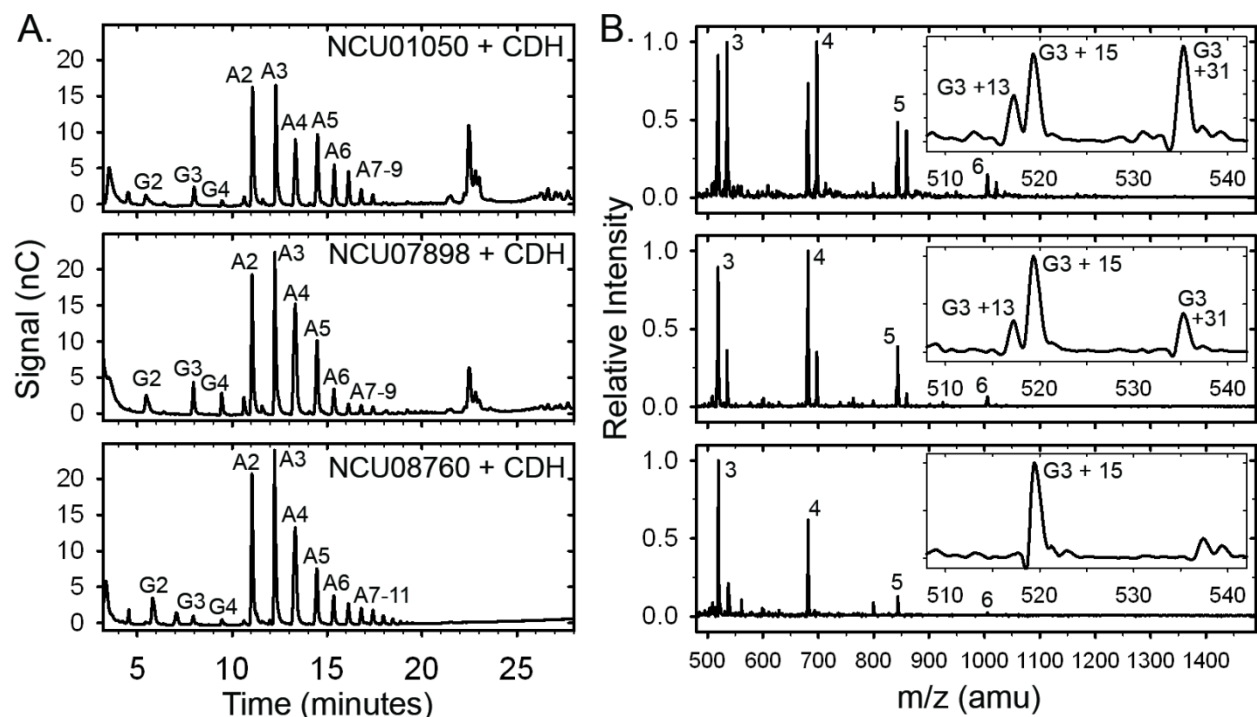 A.
NCU01050 + CDH
20
15
10
5
0
G2
G3
G4
A2
A3
A4
A5
A6
A7-9
NCU07898 + CDH
20
15
10
5
0
G2
G3
G4
A2
A3
A4
A5
A6
A7-9
NCU08760 + CDH
20
15
10
5
0
G2
G3
G4
A2
A3
A4
A5
A6
A7-11
Signal (nC)
5 10 15 20 25
Time (minutes)
B.
1.0
0.5
0.0
3
4
5
6
G3 +13
G3 + 15
G3
+31
510 520 530 540
1.0
0.5
0.0
3
4
5
6
G3 +13
G3 + 15
G3
+31
510 520 530 540
1.0
0.5
0.0
3
4
5
6
G3 + 15
510 520 530 540
Relative Intensity
500 600 700 800 900 1000 1100 1200 1300 1400
m/z (amu)